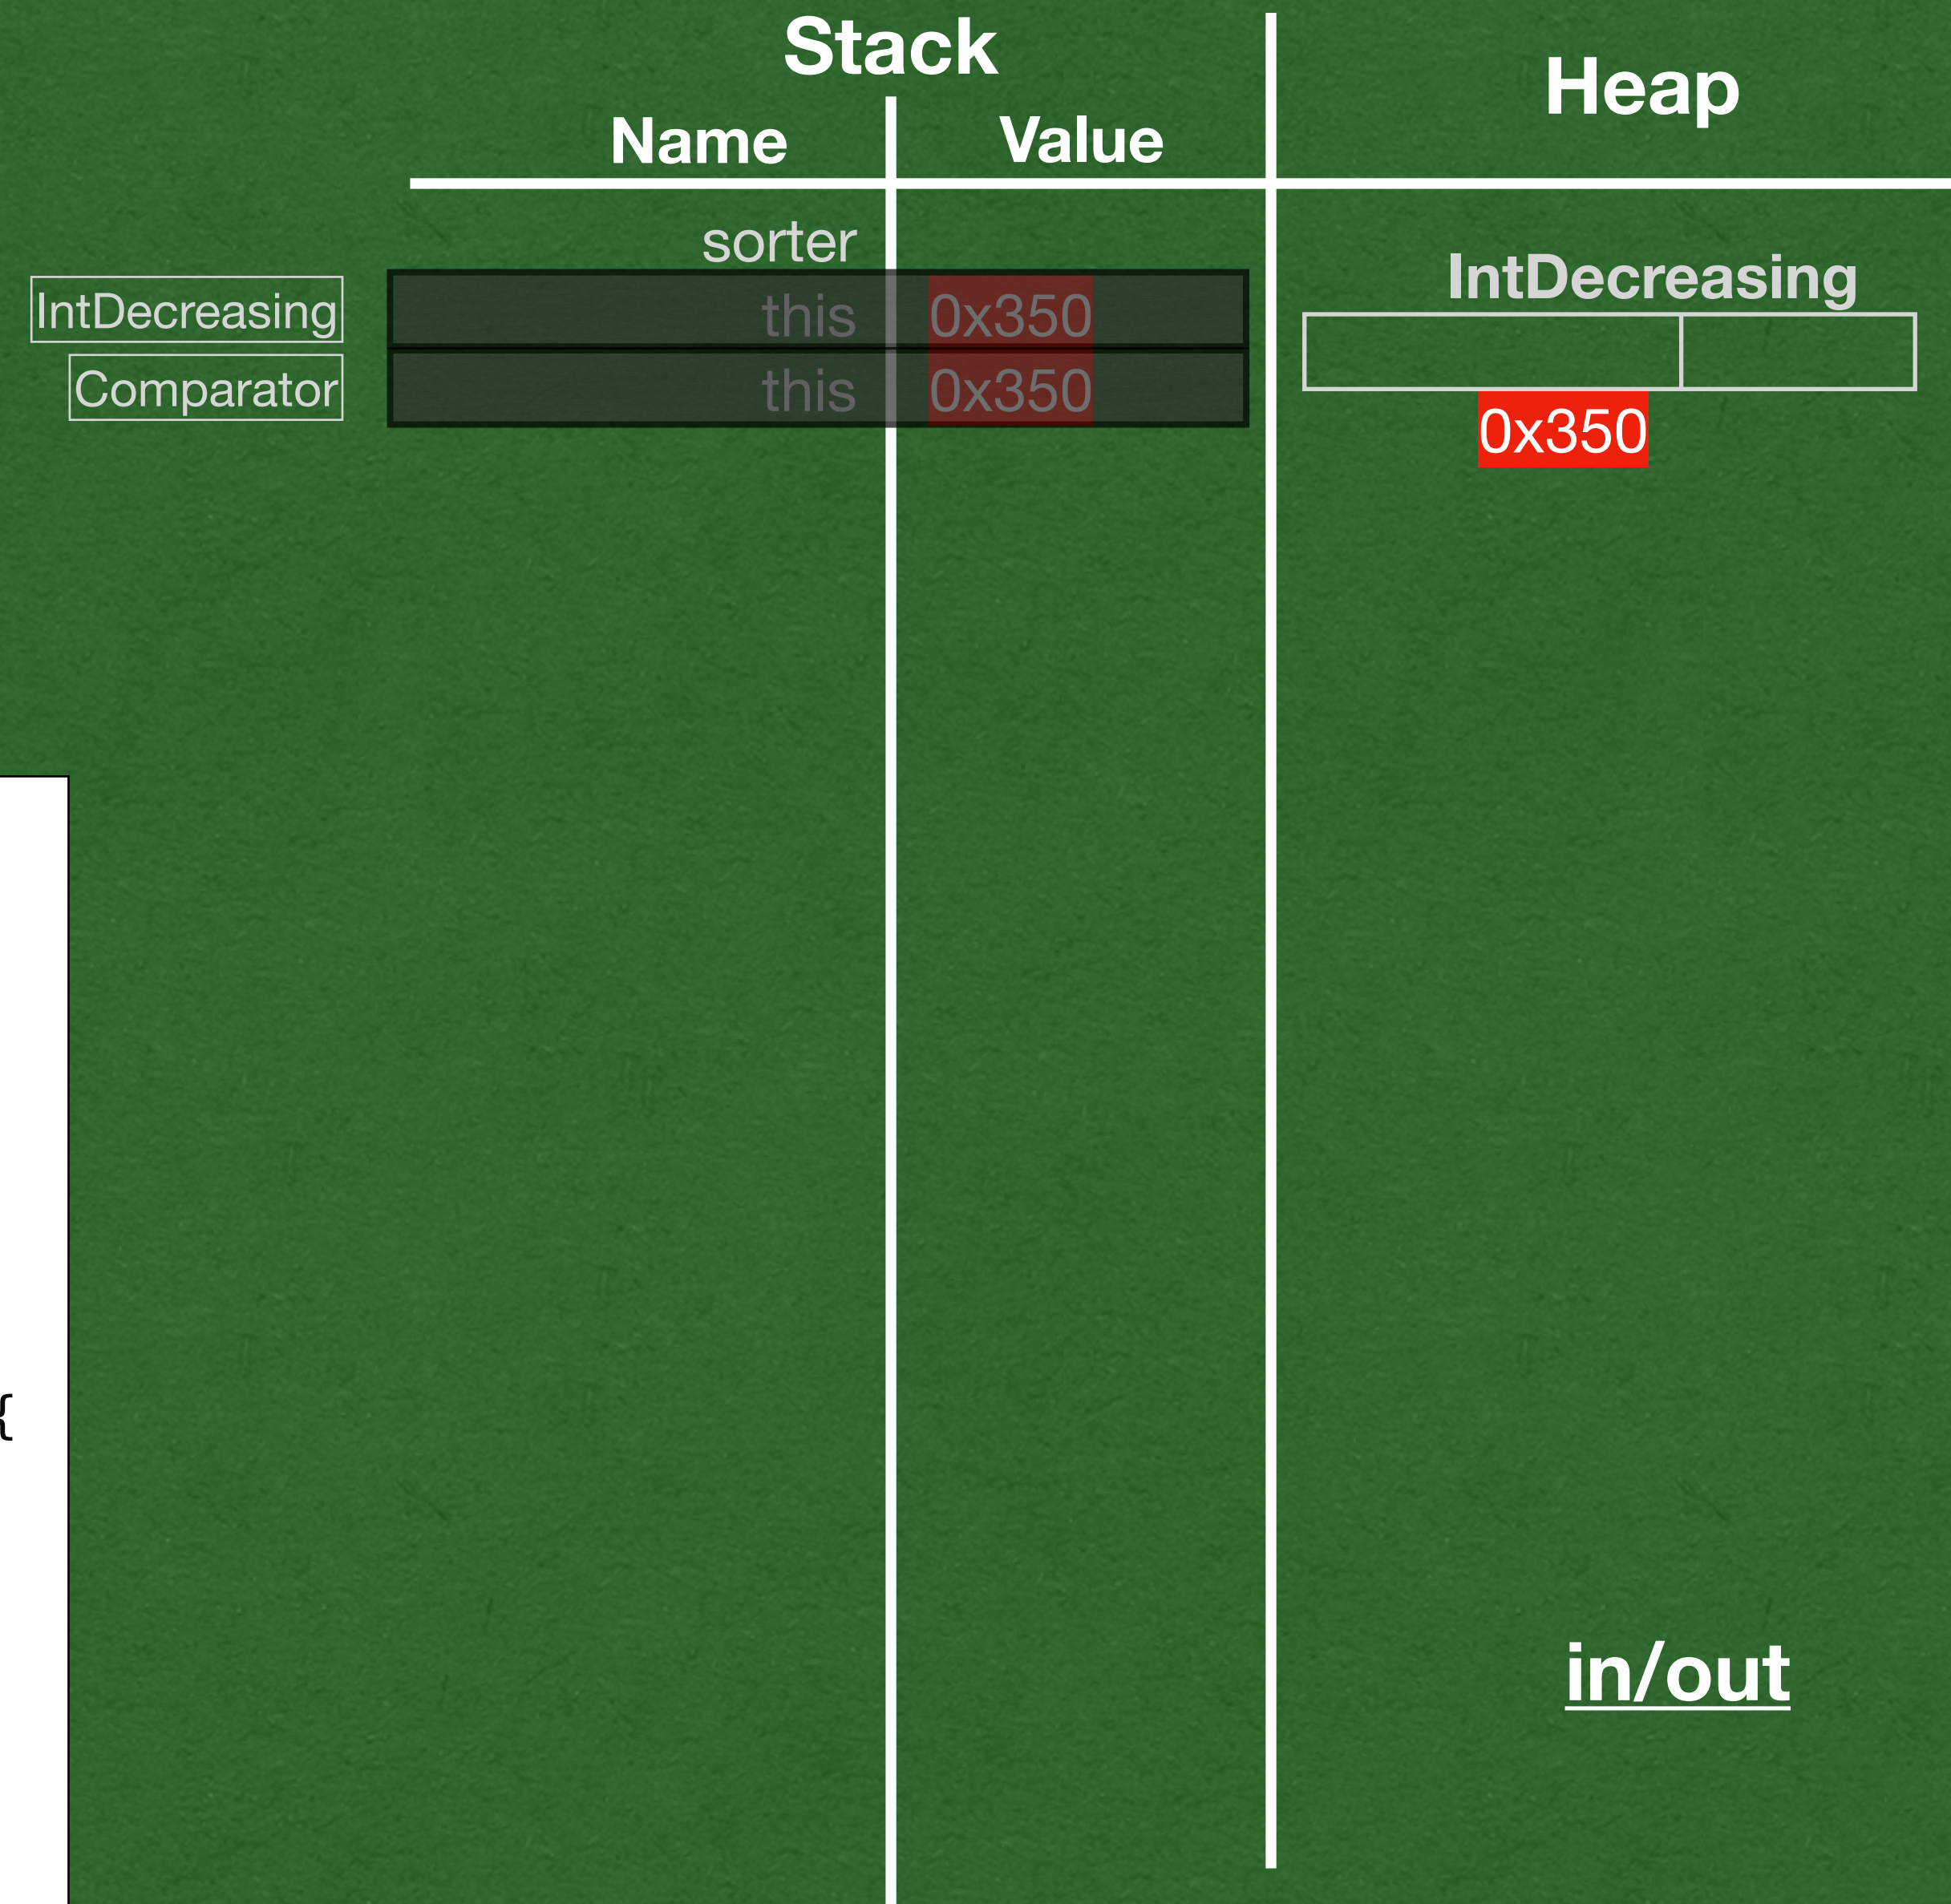 Stack
Heap
Name Value
sorter
IntDecreasing this 0x350
IntDecreasing
Comparator this 0x350
0x350
{
in/out